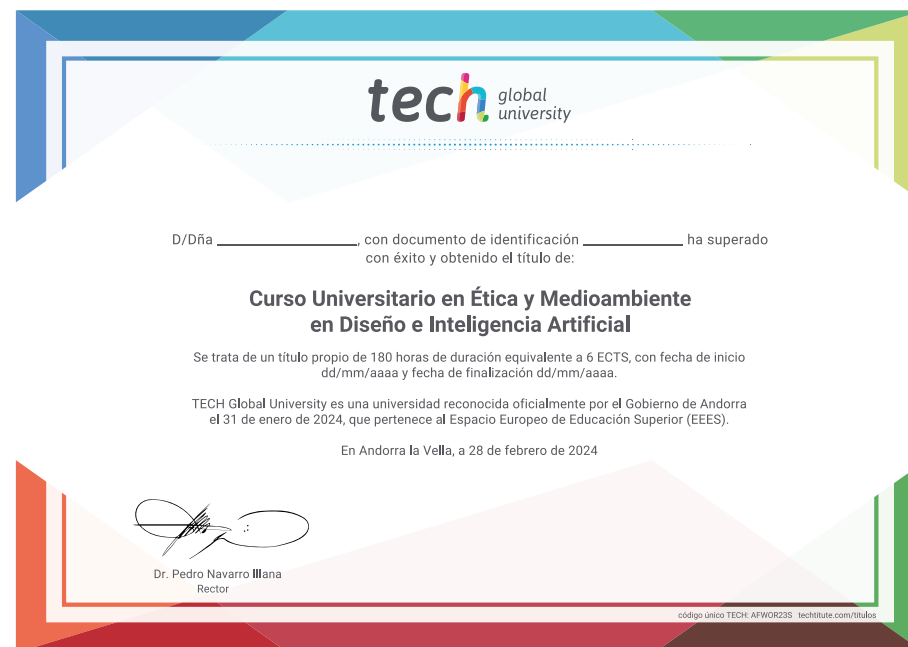 tech global university
D/Dña ____________________, con documento de identificación ______________ ha superado
con éxito y obtenido el título de:
Curso Universitario en Ética y Medioambiente
en Diseño e Inteligencia Artificial
Se trata de un título propio de 180 horas de duración equivalente a 6 ECTS, con fecha de inicio
dd/mm/aaaa y fecha de finalización dd/mm/aaaa.
TECH Global University es una universidad reconocida oficialmente por el Gobierno de Andorra
el 31 de enero de 2024, que pertenece al Espacio Europeo de Educación Superior (EEES).
En Andorra la Vella, a 28 de febrero de 2024
Dr. Pedro Navarro Illana
Rector
código único TECH: AFWOR23S techtitute.com/titulos